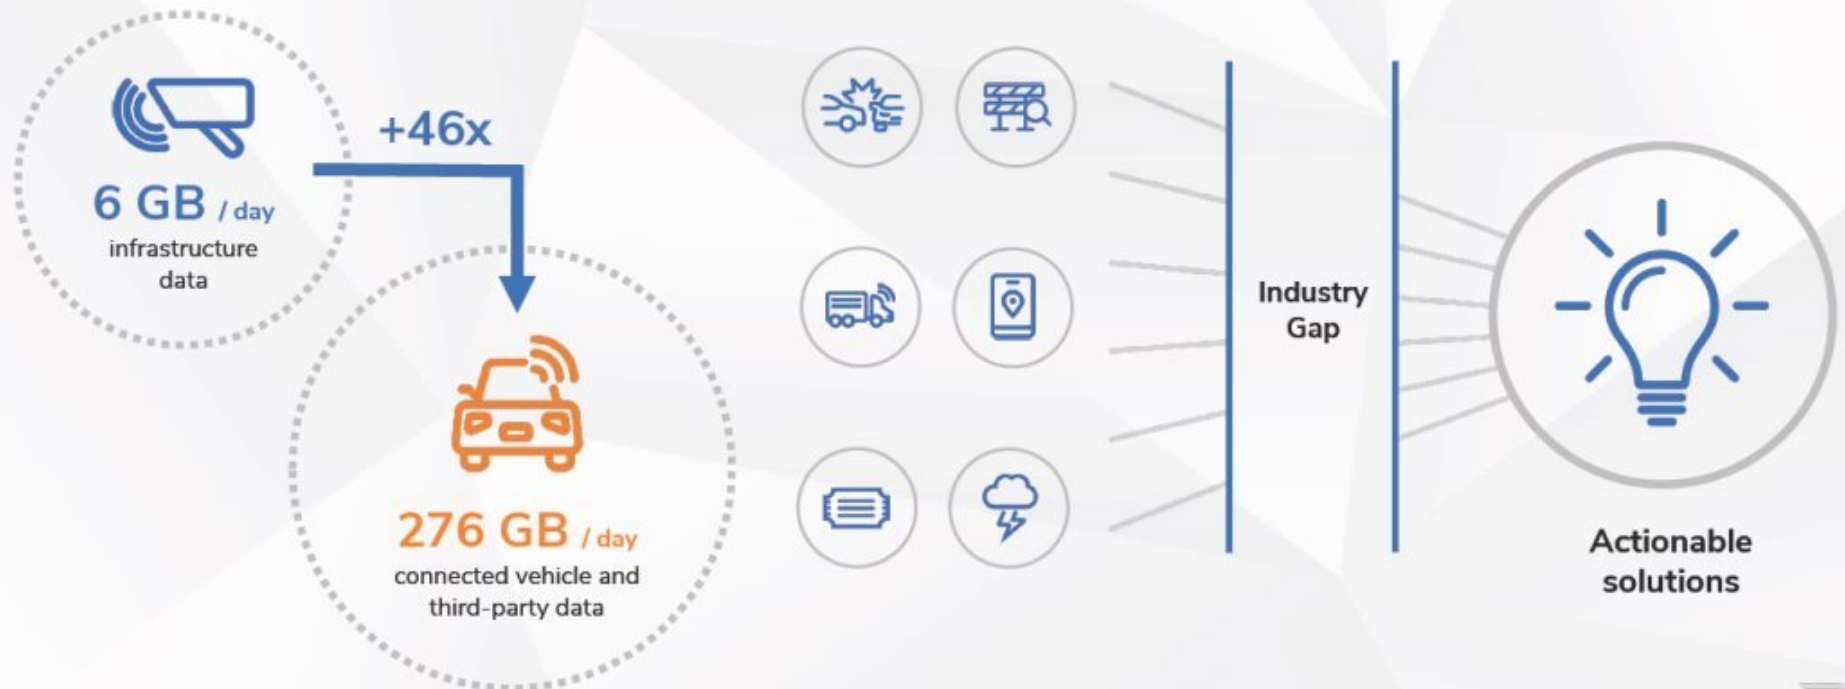 +46x
6 GB / day
infrastructure
data
276 GB / day
connected vehicle and
third-party data
Industry
Gap
Actionable
solutions